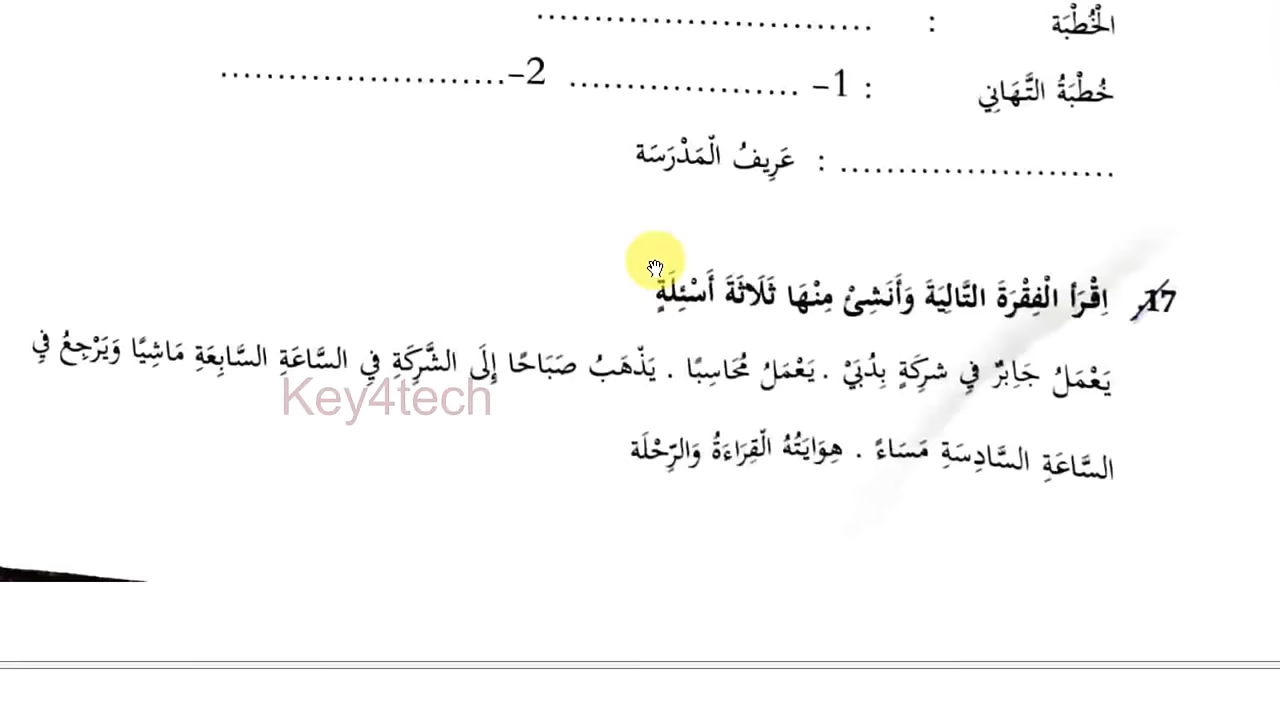 الْخُطْبَة : ..............................
خُطْبَةُ التَّهَانِي : 1- .................... 2- .........................
........................ : عَرِيفُ الْمَدْرَسَة
17. اِقْرَأ الْفِقْرَةَ التَّالِيَةَ وَأَنَشِئْ مِنْهَا ثَلَاثَةَ أَسْئِلَةٍ
يَعْمَلُ جَابِرٌ فِي شركَةٍ بِدُبَيْ . يَعْمَلُ مُحَاسِبًا . يَذْهَبُ صَبَاحًا إِلَى الشَّرِكَةِ فِي السَّاعَةِ السَّابِعَةِ مَاشِيًا وَيَرْجِعُ فِي
Key4tech
السَّاعَةِ السَّادِسَةِ مَسَاءً . هِوَايَتُهُ الْقِرَاءَةُ وَالرِّحْلَة